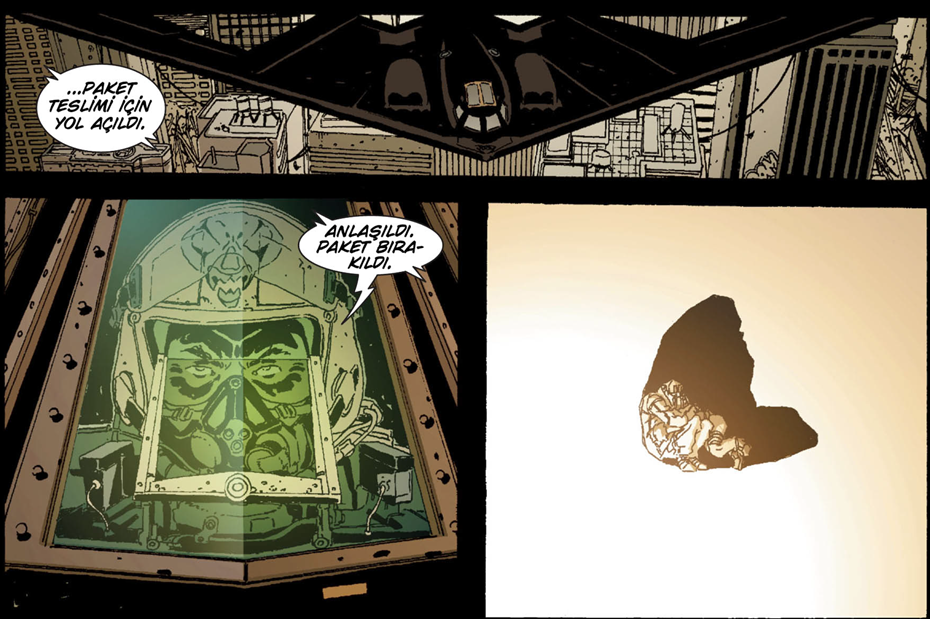 ...PAKET
TESLİMİ İÇİN
YOL AÇILDI.
ANLAŞILDI.
PAKET BIRA-
KILDI.